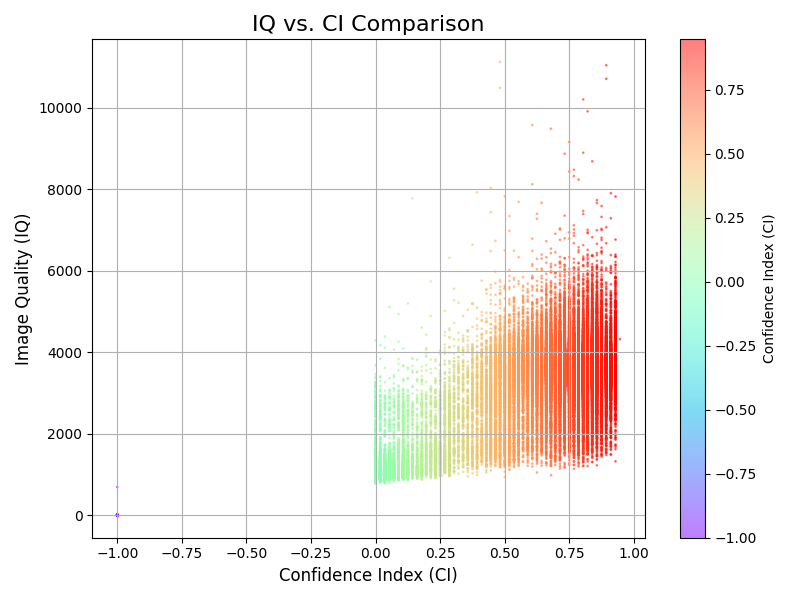 IQ vs. CI Comparison
10000
8000
6000
4000
2000
0
Image Quality (IQ)
−1.00 −0.75 −0.50 −0.25 0.00 0.25 0.50 0.75 1.00
Confidence Index (CI)
0.75
0.50
0.25
0.00
−0.25
−0.50
−0.75
−1.00
Confidence Index (CI)